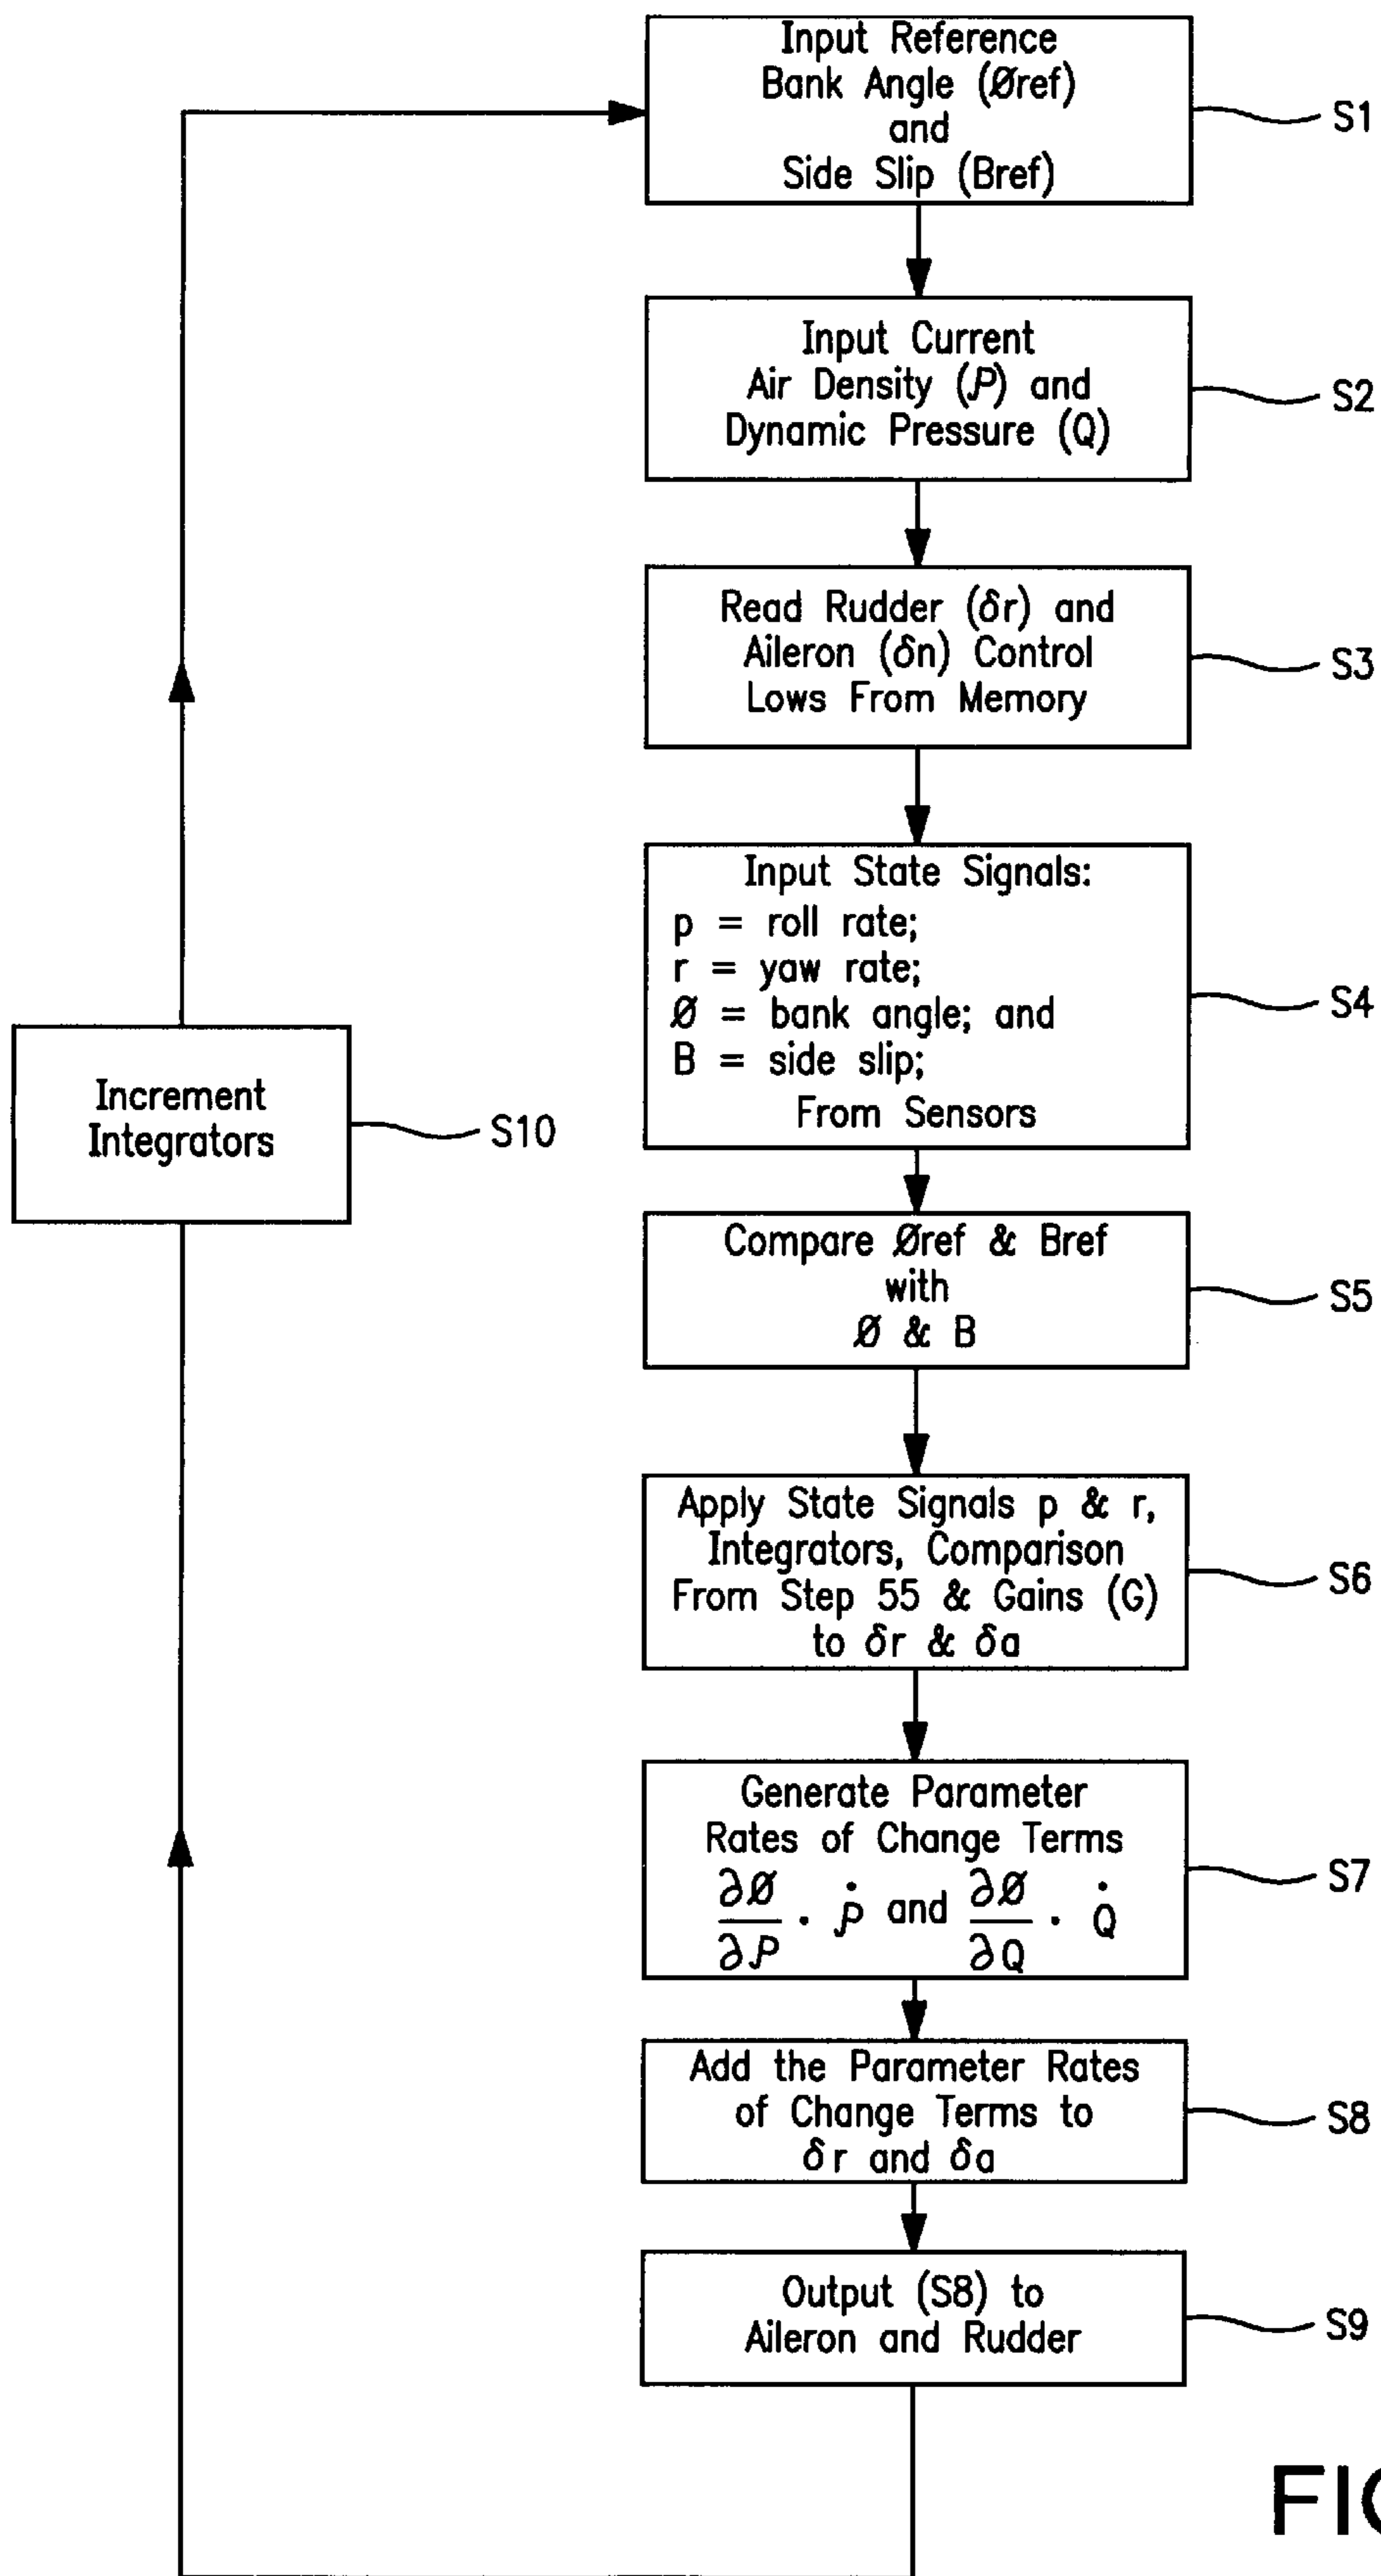 Input Reference
Bank Angle (Øref)
and
Side Slip (Bref)
S1
Input Current
Air Density (𝜌) and
Dynamic Pressure (Q)
S2
Read Rudder (δr) and
Aileron (δn) Control
Lows From Memory
S3
Input State Signals:
p = roll rate;
r = yaw rate;
Ø = bank angle; and
B = side slip;
From Sensors
S4
Increment
Integrators
S10
Compare Øref & Bref
with
Ø & B
S5
Apply State Signals p & r,
Integrators, Comparison
From Step 55 & Gains (G)
to δr & δa
S6
Generate Parameter
Rates of Change Terms
∂Ø/∂𝜌 · 𝜌̇ and ∂Ø/∂Q · Q̇
S7
Add the Parameter Rates
of Change Terms to
δr and δa
S8
Output (S8) to
Aileron and Rudder
S9